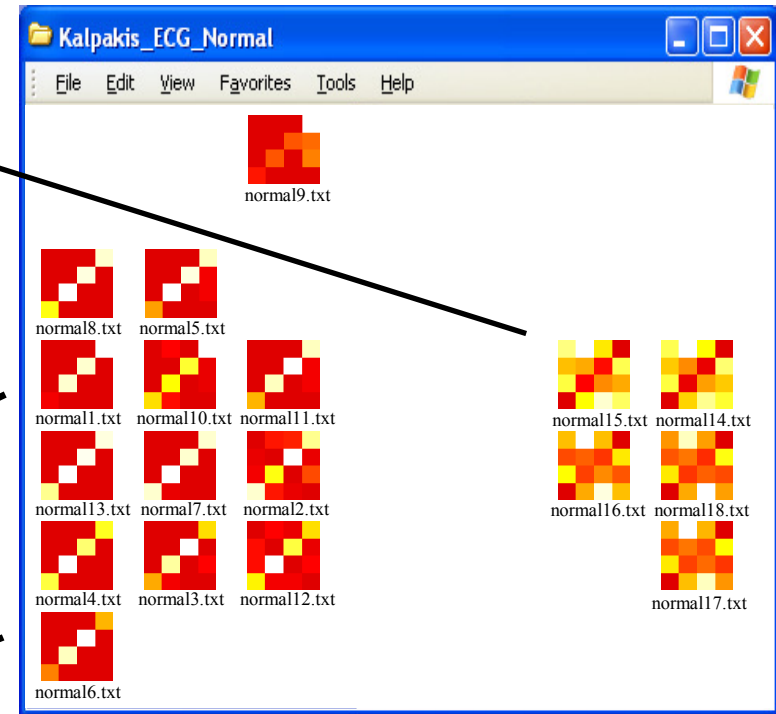 Kalpakis_ECG_Normal
File Edit View Favorites Tools Help
normal9.txt
normal8.txt normal5.txt
normal1.txt normal10.txt normal11.txt normal15.txt normal14.txt
normal13.txt normal7.txt normal2.txt normal16.txt normal18.txt
normal4.txt normal3.txt normal12.txt normal17.txt
normal6.txt